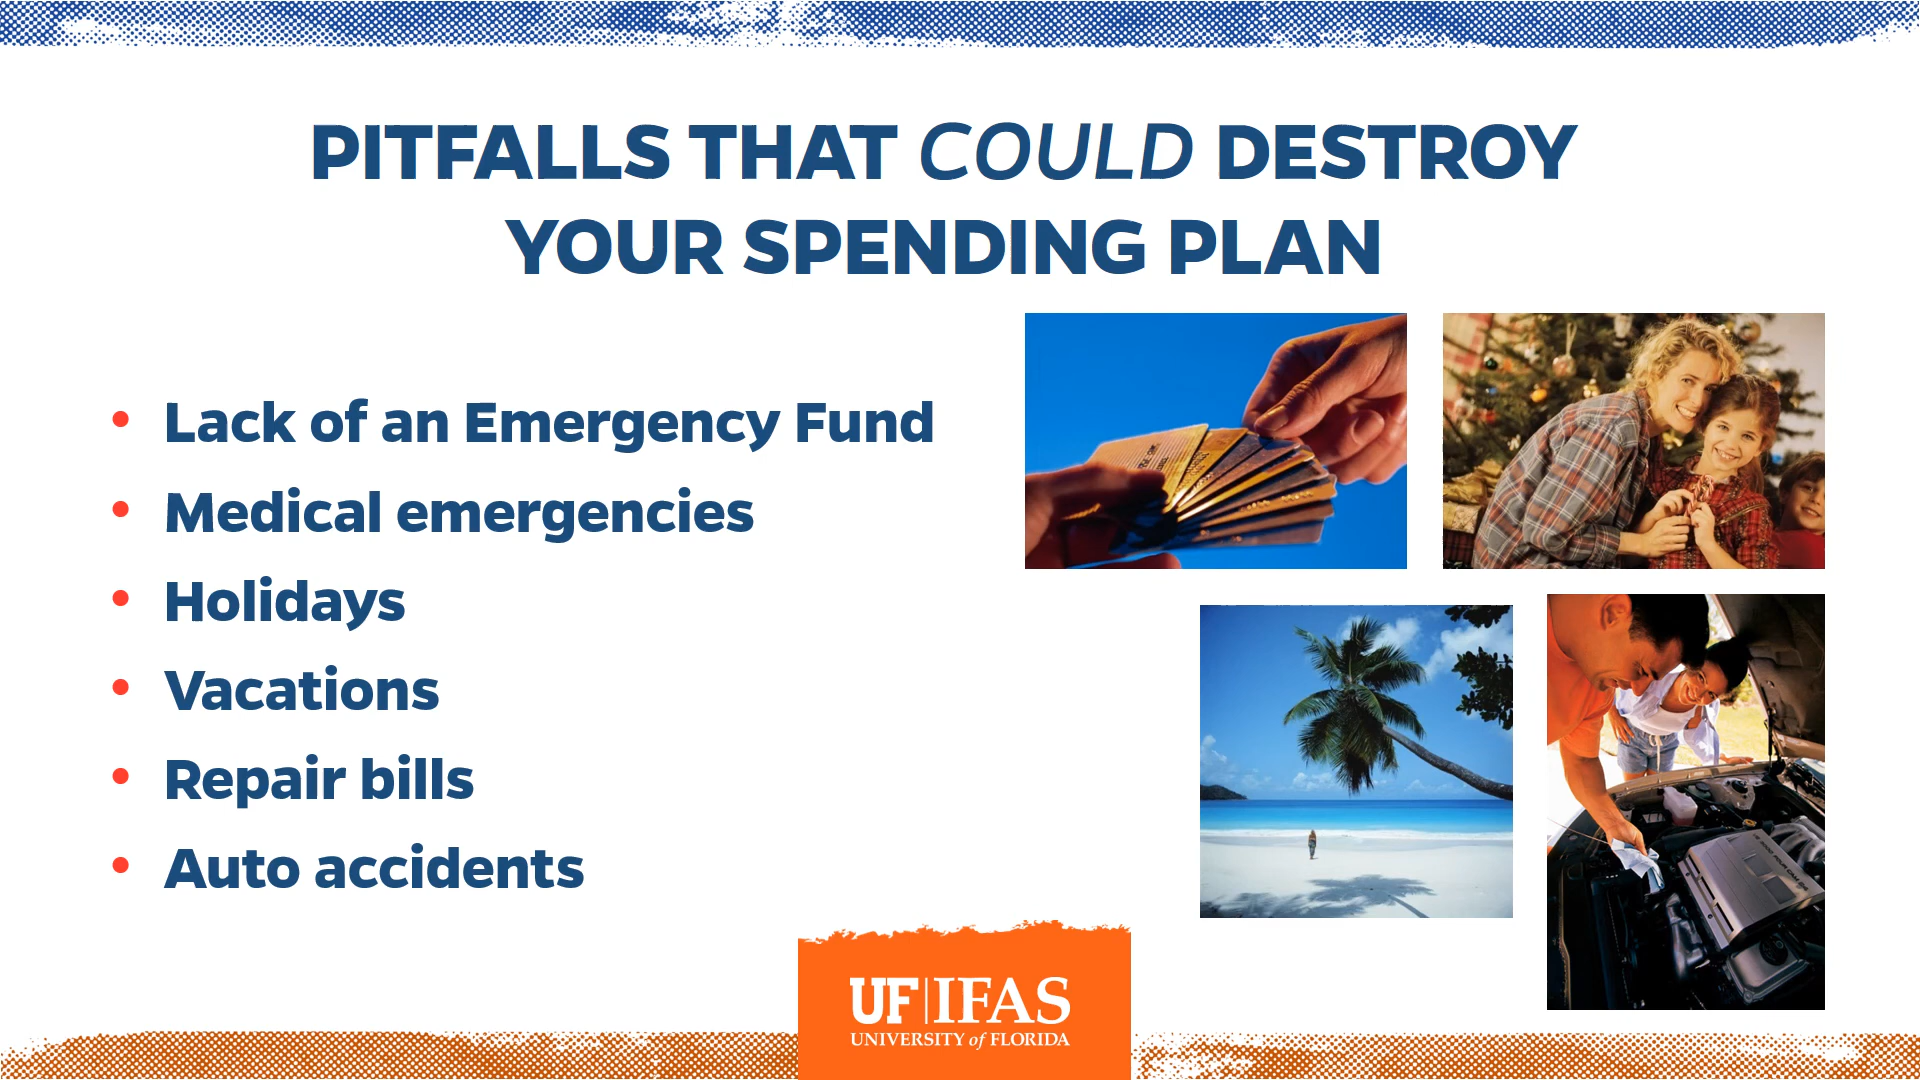 PITFALLS THAT COULD DESTROY
YOUR SPENDING PLAN
• Lack of an Emergency Fund
• Medical emergencies
• Holidays
• Vacations
• Repair bills
• Auto accidents
UF|IFAS
UNIVERSITY of FLORIDA